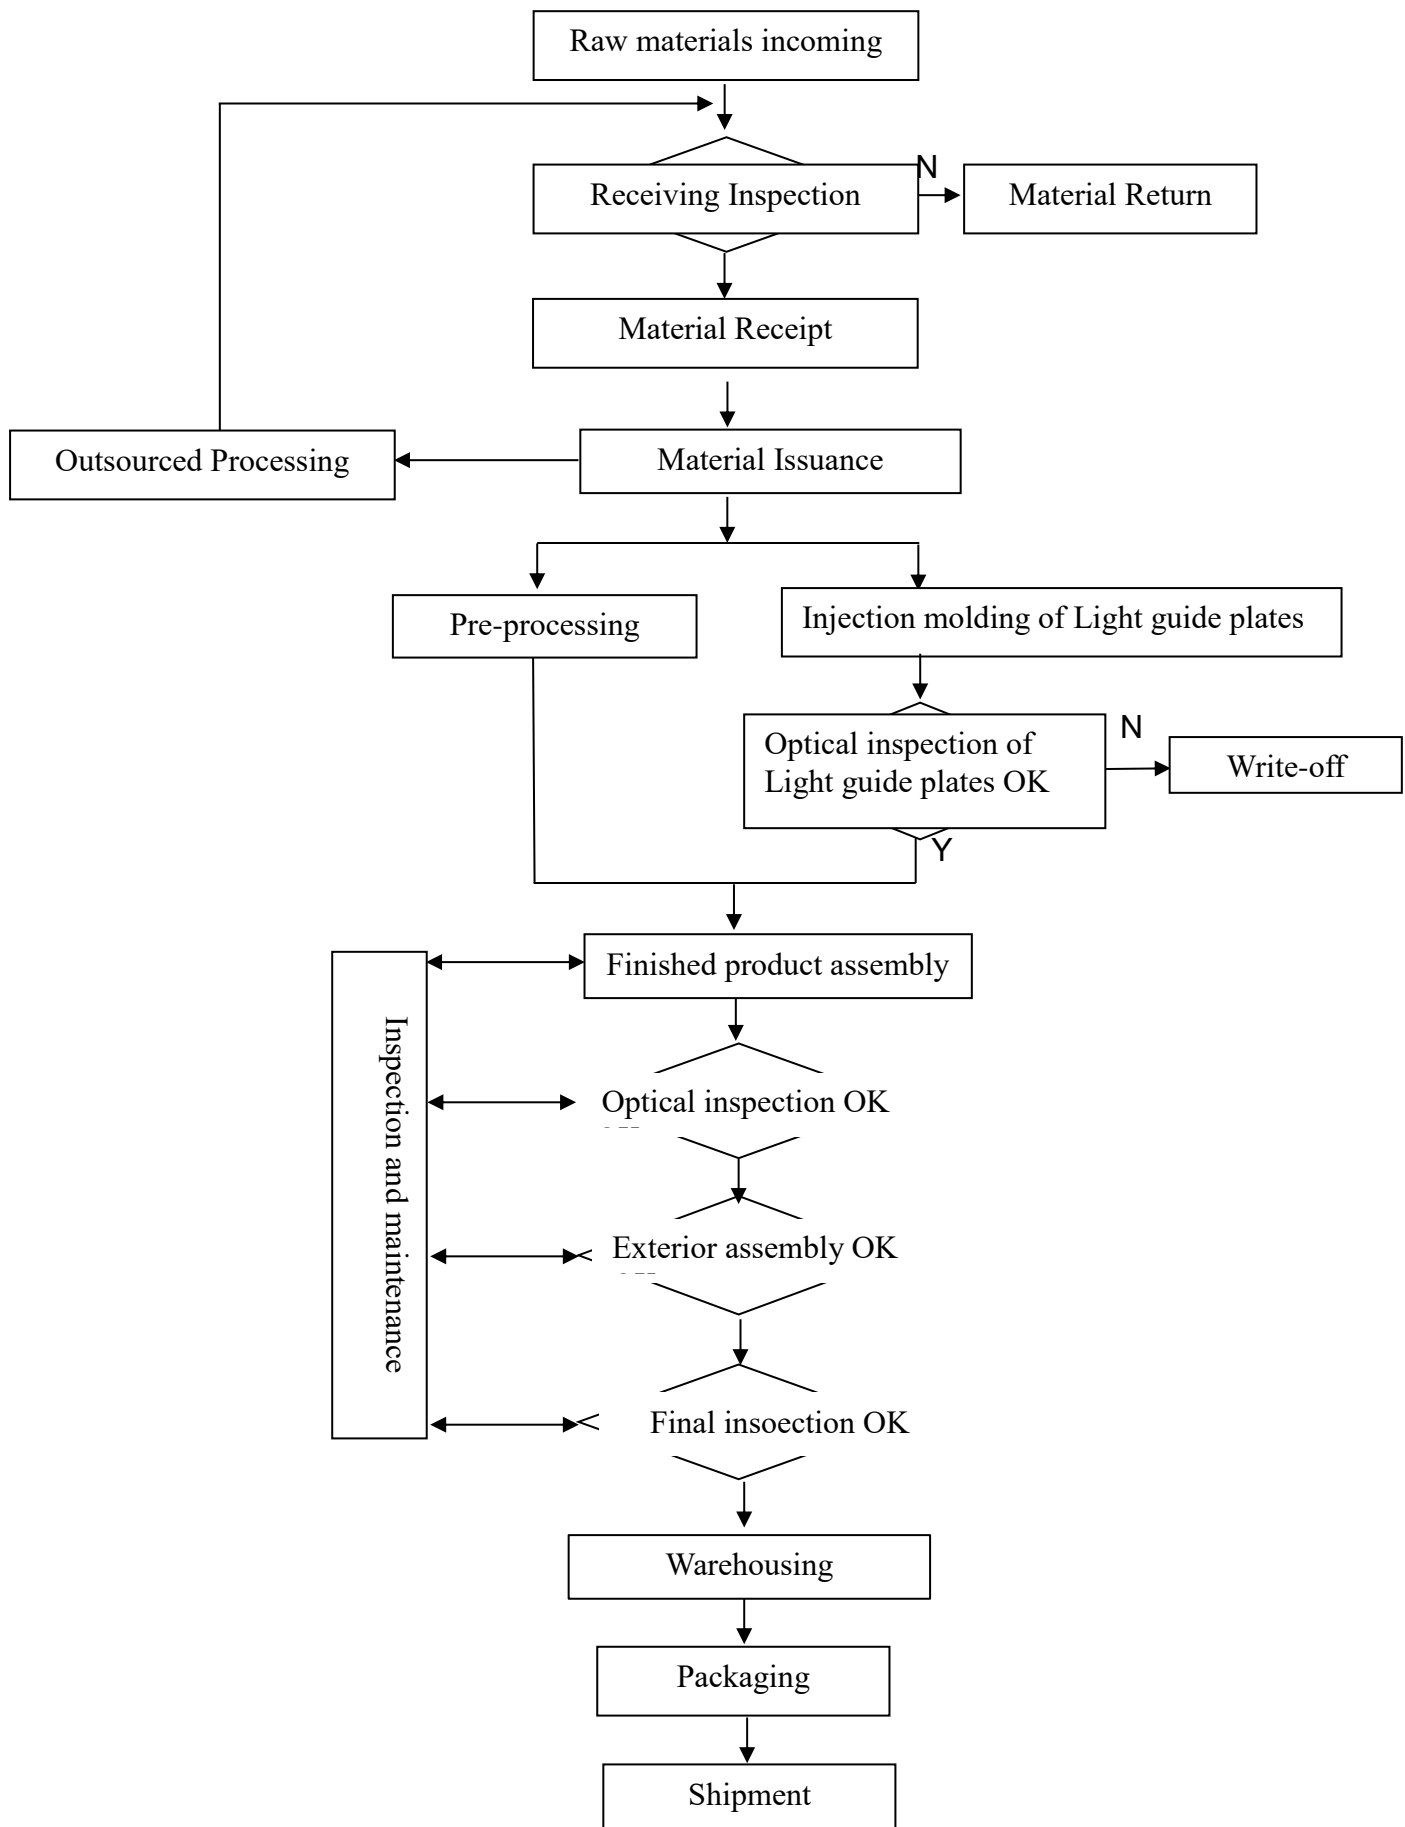 Raw materials incoming
N
Receiving Inspection
Material Return
Material Receipt
Outsourced Processing
Material Issuance
Pre-processing
Injection molding of Light guide plates
Optical inspection of
Light guide plates OK
N
Write-off
Y
Finished product assembly
Inspection and maintenance
Optical inspection OK
Exterior assembly OK
Final insoection OK
Warehousing
Packaging
Shipment